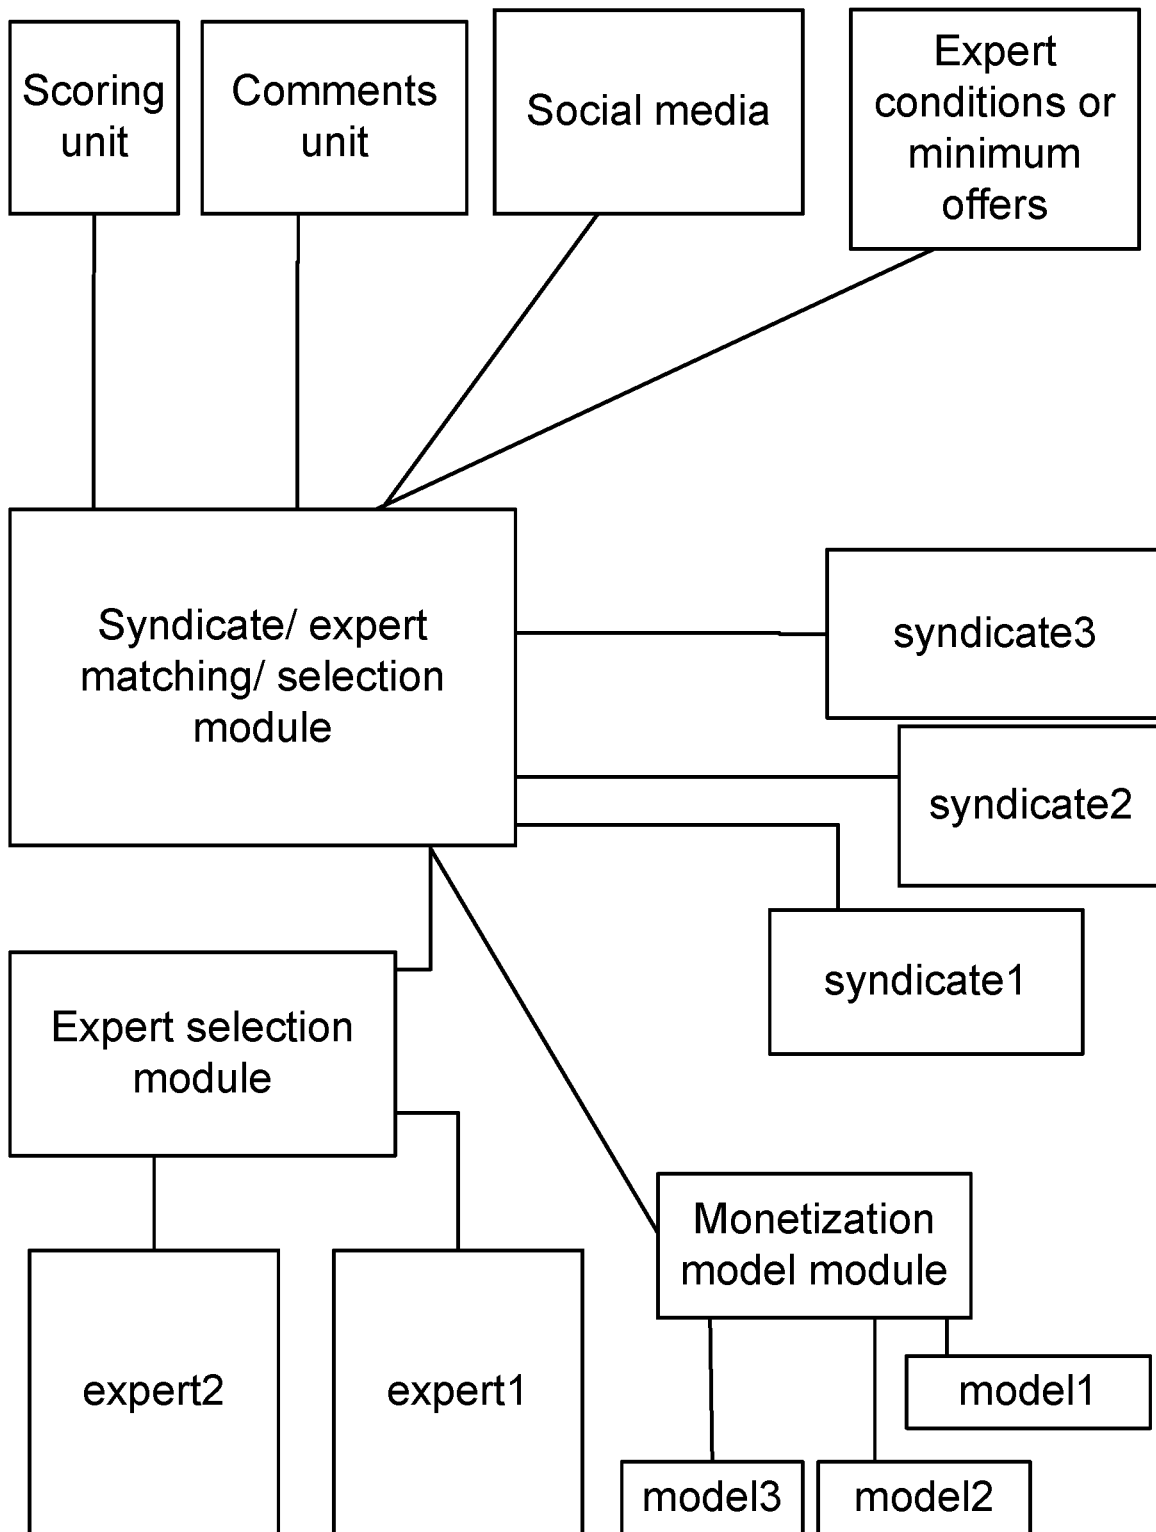 Scoring
unit
Comments
unit
Social media
Expert
conditions or
minimum
offers
Syndicate/ expert
matching/ selection
module
syndicate3
syndicate2
syndicate1
Expert selection
module
Monetization
model module
expert2
expert1
model1
model3
model2